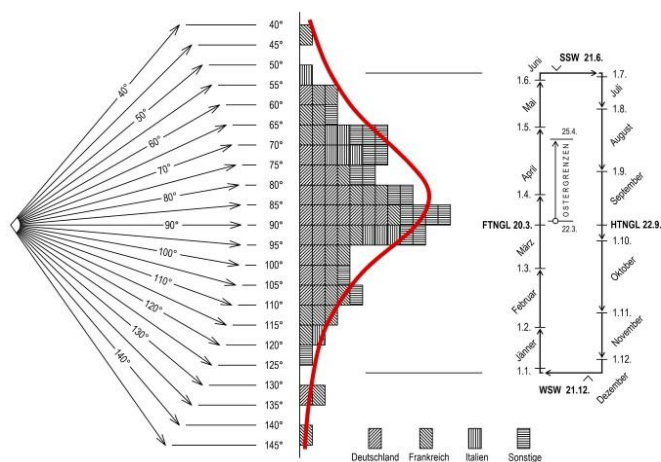 40°
50°
60°
70°
80°
90°
100°
110°
120°
130°
140°
40°
45°
50°
55°
60°
65°
70°
75°
80°
85°
90°
95°
100°
105°
110°
115°
120°
125°
130°
135°
140°
145°
Deutschland
Frankreich
Italien
Sonstige
SSW 21.6.
Juni
1.6.
Mai
1.5.
April
1.4.
FTNGL 20.3.
März
1.3.
Februar
1.2.
Jänner
1.1.
25.4.
OSTERGRENZEN
22.3.
1.7.
Juli
1.8.
August
1.9.
September
HTNGL 22.9.
1.10.
Oktober
1.11.
November
1.12.
Dezember
WSW 21.12.